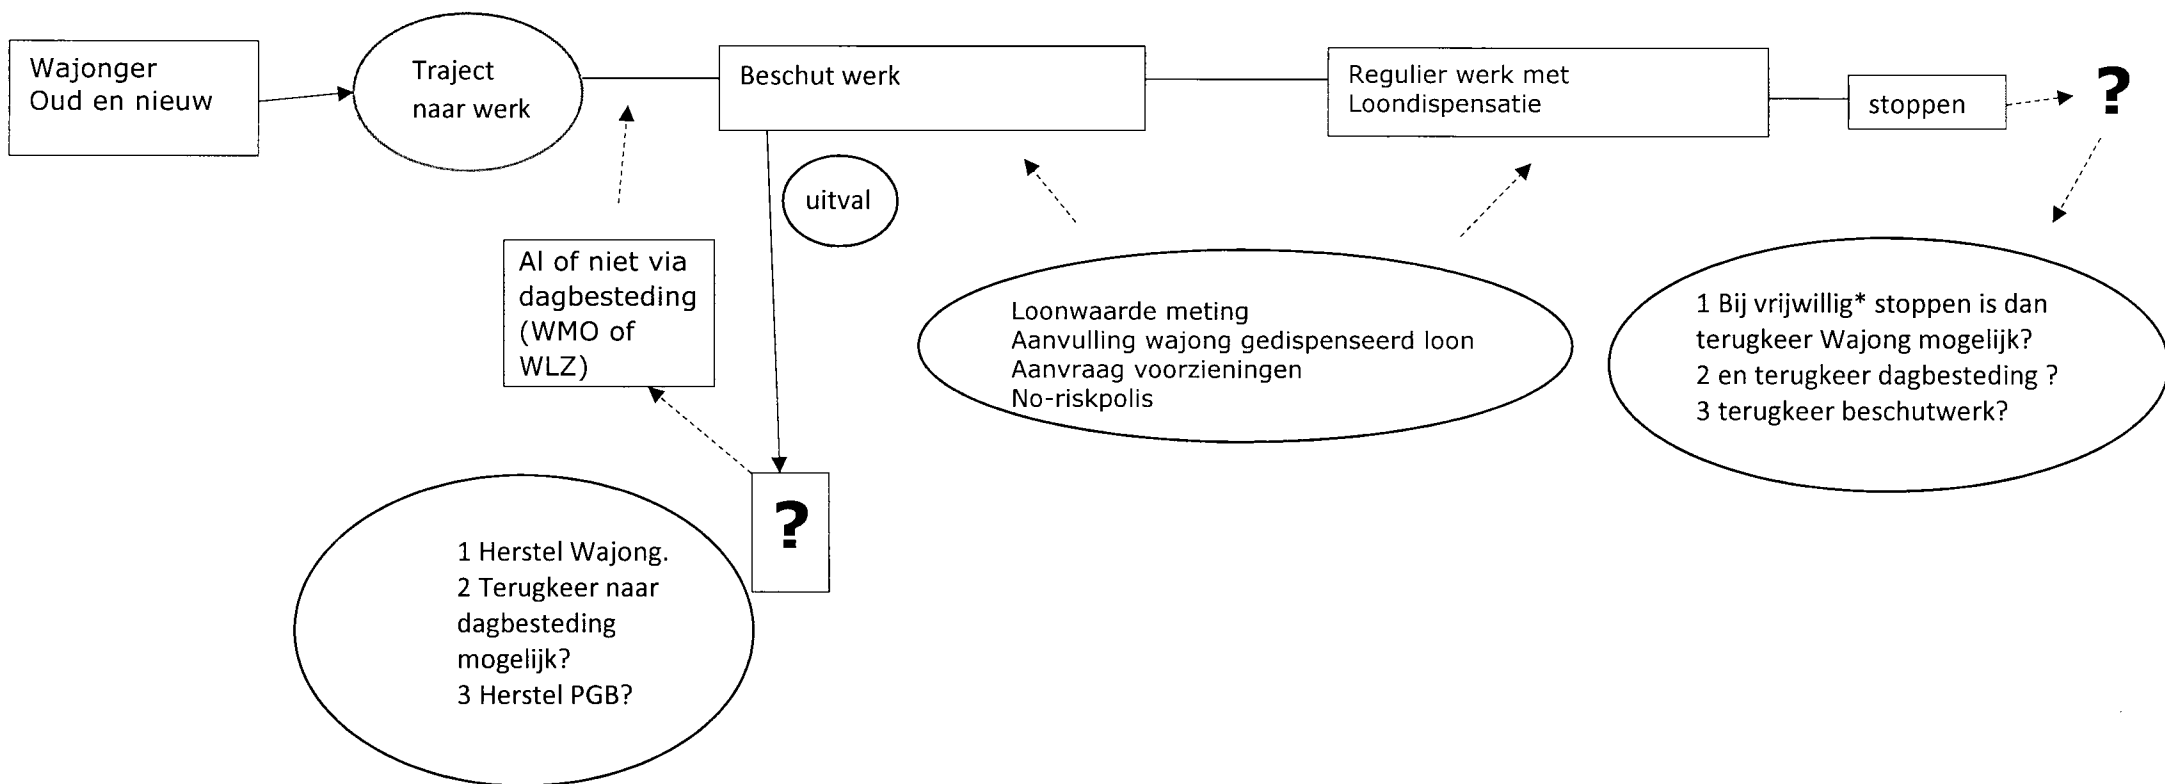 Wajonger
Oud en nieuw
Traject
naar werk
Beschut werk
Regulier werk met
Loondispensatie
stoppen
?
uitval
Al of niet via
dagbesteding
(WMO of
WLZ)
Loonwaarde meting
Aanvulling wajong gedispenseerd loon
Aanvraag voorzieningen
No-riskpolis
1 Bij vrijwillig* stoppen is dan
terugkeer Wajong mogelijk?
2 en terugkeer dagbesteding ?
3 terugkeer beschutwerk?
?
1 Herstel Wajong.
2 Terugkeer naar
dagbesteding
mogelijk?
3 Herstel PGB?